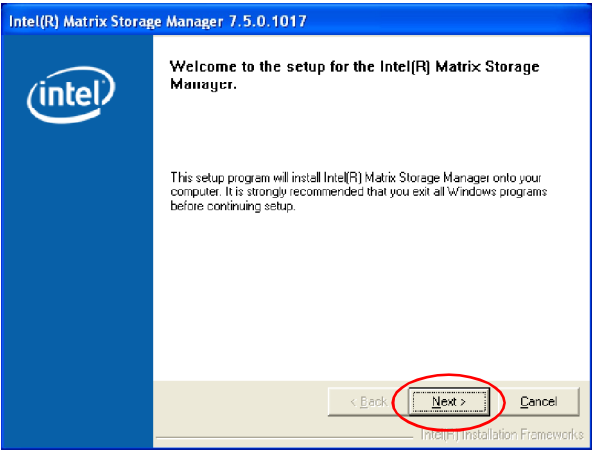 Intel(R) Matrix Storage Manager 7.5.0.1017
intel
Welcome to the setup for the Intel(R) Matrix Storage
Manager.
This setup program will install Intel(R) Matrix Storage Manager onto your
computer. It is strongly recommended that you exit all Windows programs
before continuing setup.
< Back
Next >
Cancel
Intel(R) Installation Frameworks